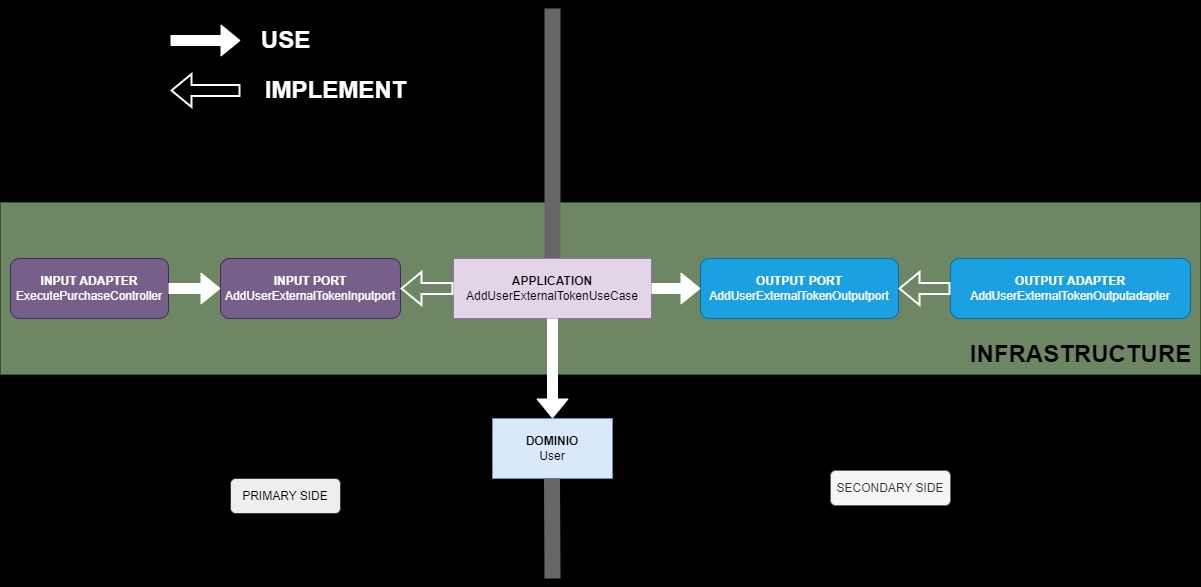 USE
IMPLEMENT
INPUT ADAPTER
ExecutePurchaseController
INPUT PORT
AddUserExternalTokenInputport
APPLICATION
AddUserExternalTokenUseCase
OUTPUT PORT
AddUserExternalTokenOutputport
OUTPUT ADAPTER
AddUserExternalTokenOutputadapter
INFRASTRUCTURE
DOMINIO
User
PRIMARY SIDE
SECONDARY SIDE